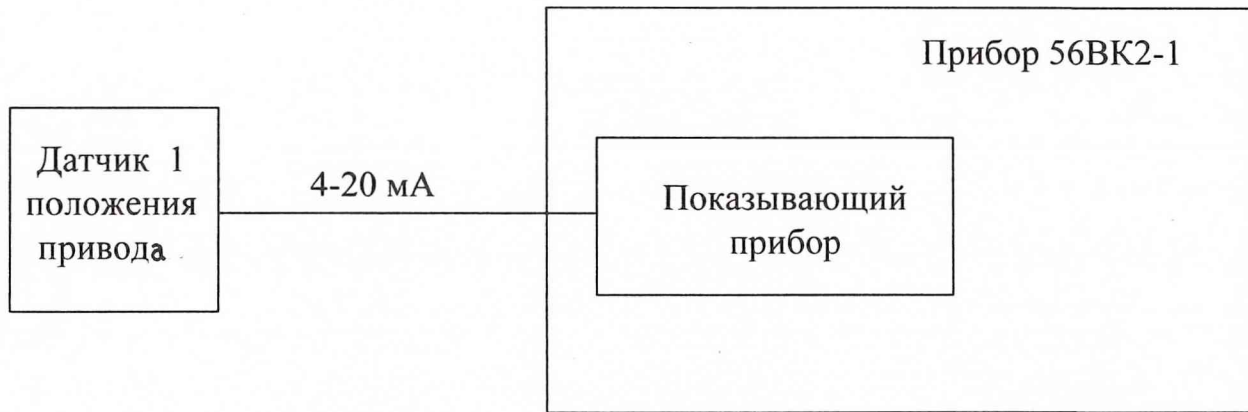 Прибор 56ВК2-1
Датчик 1
положения
привода
4-20 мА
Показывающий
прибор